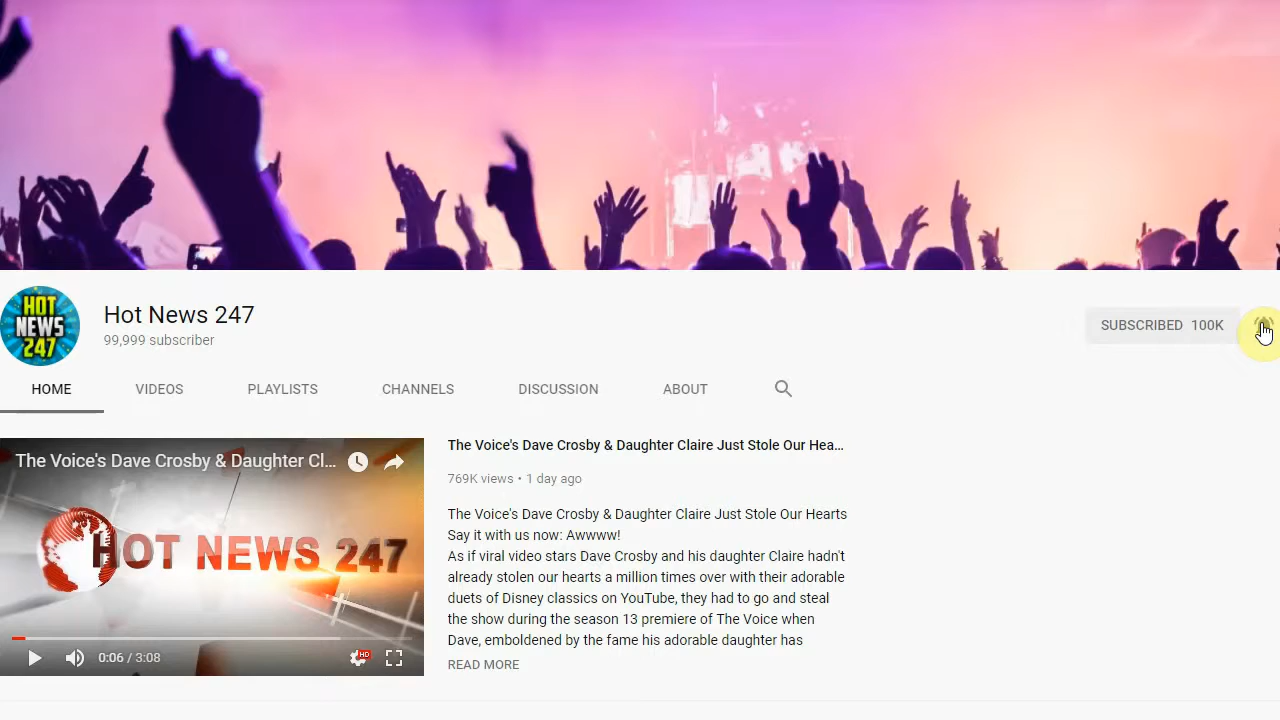 HOT
NEWS
247
Hot News 247
99,999 subscriber
SUBSCRIBED 100K
HOME
VIDEOS
PLAYLISTS
CHANNELS
DISCUSSION
ABOUT
The Voice's Dave Crosby & Daughter Cl...
HOT NEWS 247
0:06 / 3:08
HD
The Voice's Dave Crosby & Daughter Claire Just Stole Our Hea...
769K views • 1 day ago
The Voice's Dave Crosby & Daughter Claire Just Stole Our Hearts
Say it with us now: Awwww!
As if viral video stars Dave Crosby and his daughter Claire hadn't
already stolen our hearts a million times over with their adorable
duets of Disney classics on YouTube, they had to go and steal
the show during the season 13 premiere of The Voice when
Dave, emboldened by the fame his adorable daughter has
READ MORE